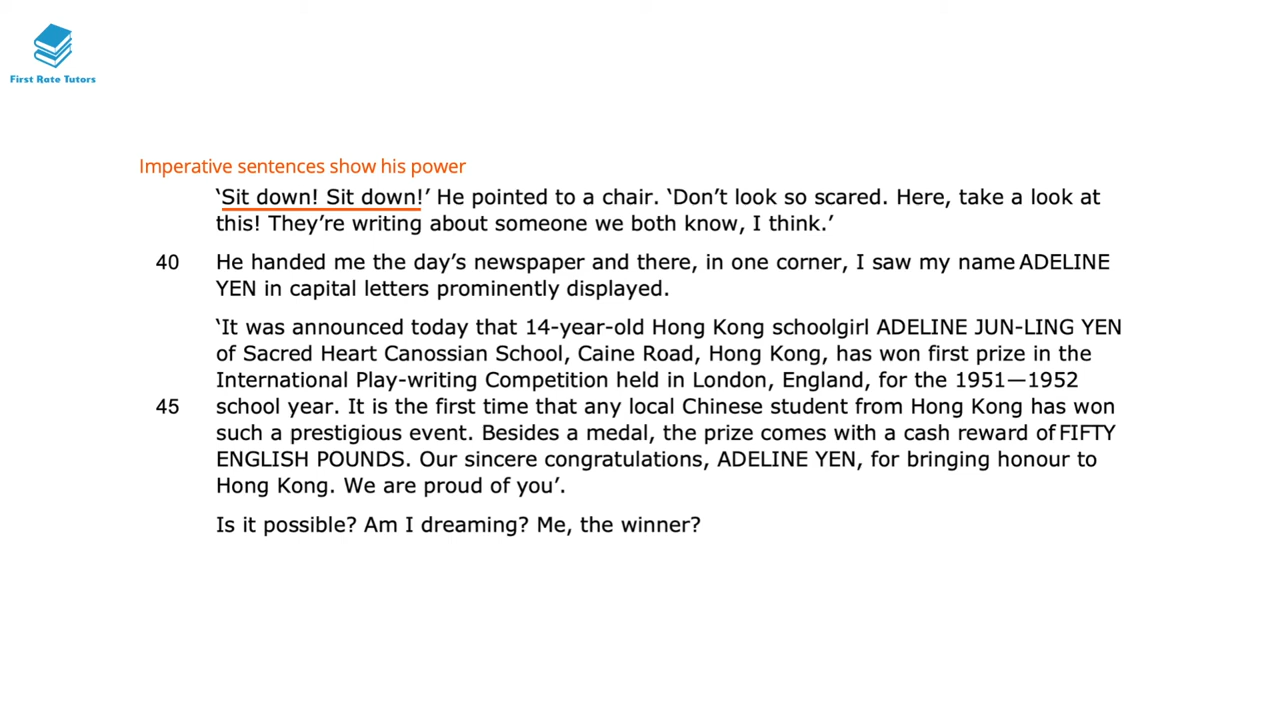 First Rate Tutors
Imperative sentences show his power
‘Sit down! Sit down!’ He pointed to a chair. ‘Don’t look so scared. Here, take a look at
this! They’re writing about someone we both know, I think.’
40 He handed me the day’s newspaper and there, in one corner, I saw my name ADELINE
YEN in capital letters prominently displayed.
‘It was announced today that 14-year-old Hong Kong schoolgirl ADELINE JUN-LING YEN
of Sacred Heart Canossian School, Caine Road, Hong Kong, has won first prize in the
International Play-writing Competition held in London, England, for the 1951—1952
45 school year. It is the first time that any local Chinese student from Hong Kong has won
such a prestigious event. Besides a medal, the prize comes with a cash reward of FIFTY
ENGLISH POUNDS. Our sincere congratulations, ADELINE YEN, for bringing honour to
Hong Kong. We are proud of you’.
Is it possible? Am I dreaming? Me, the winner?